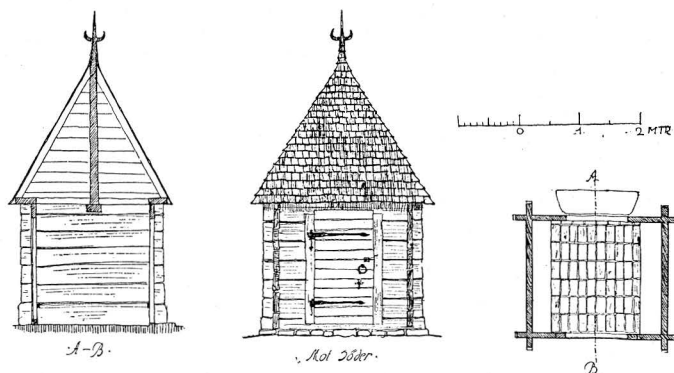 0 1 2 MTR
A
B
·A-B·
·Mot Söder·